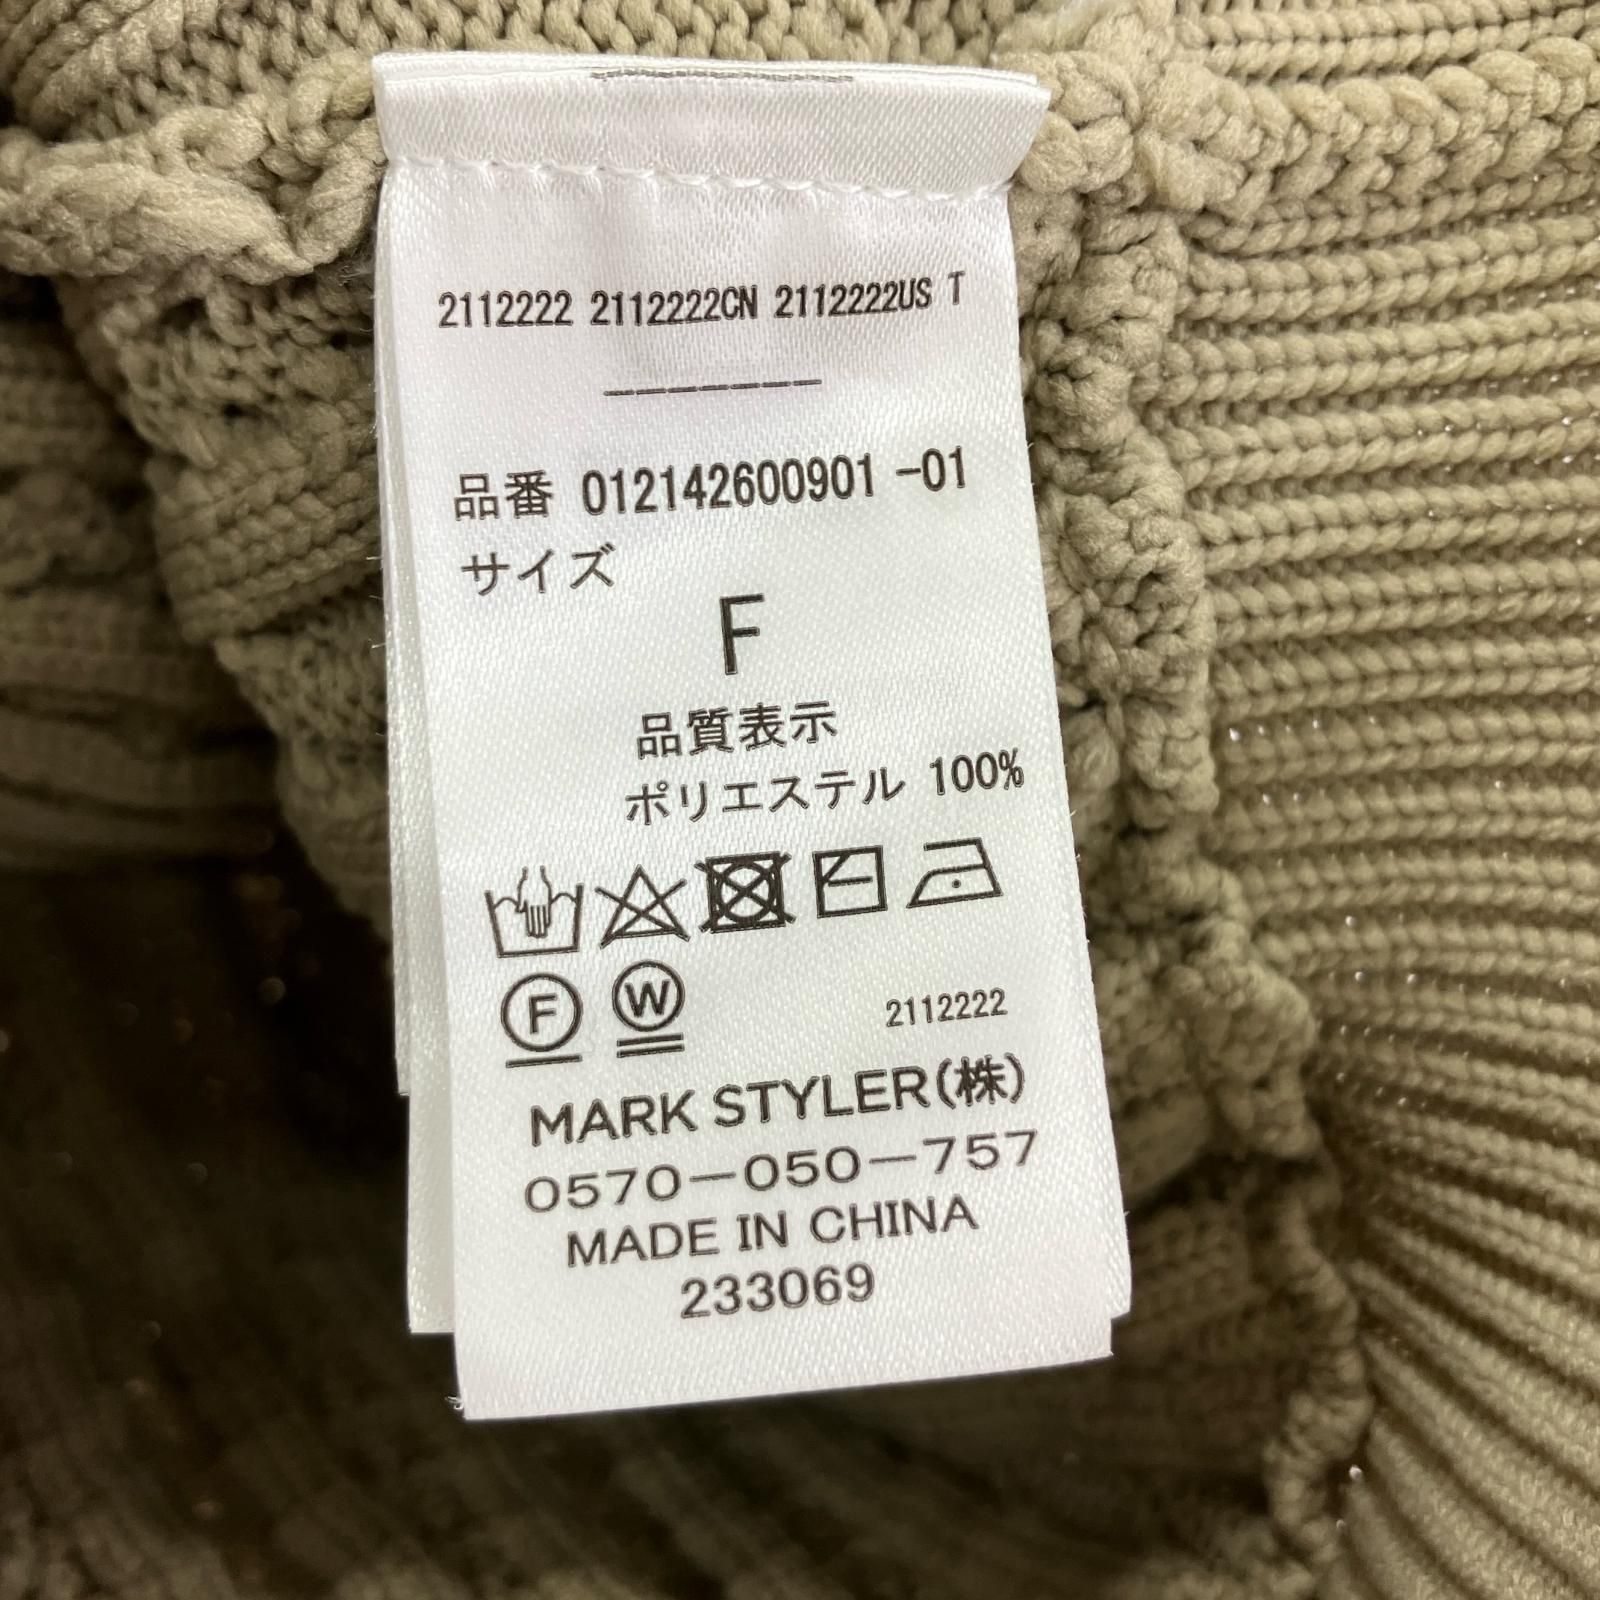 2112222 2112222CN 2112222US T
-------
品番 012142600901 -01
サイズ
F
品質表示
ポリエステル 100%
F W
2112222
MARK STYLER(株)
0570-050-757
MADE IN CHINA
233069